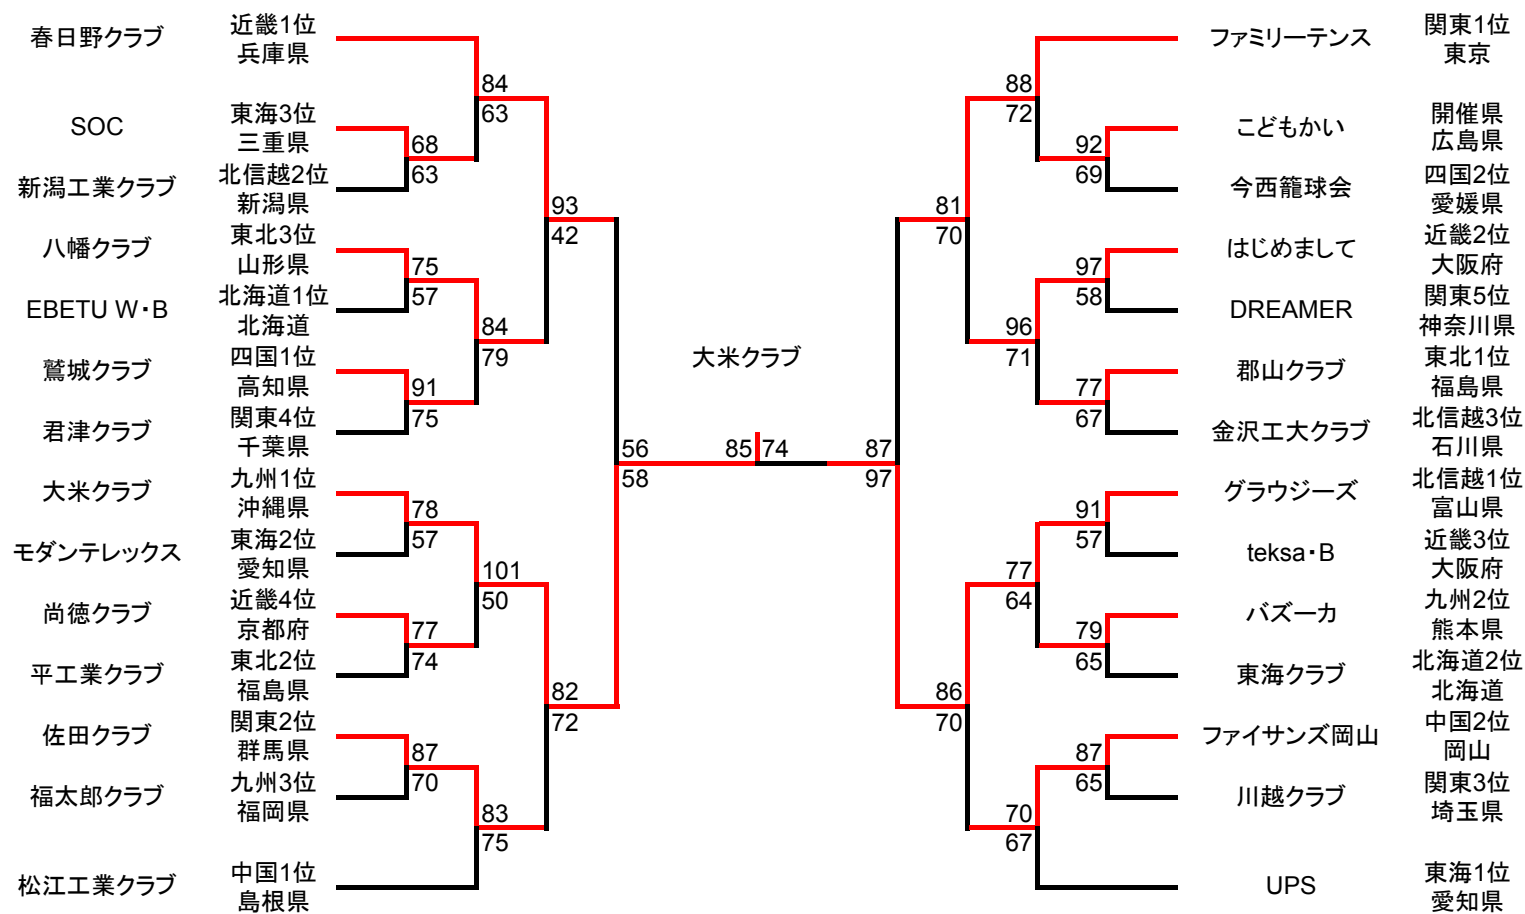 春日野クラブ
近畿1位
兵庫県
SOC
東海3位
三重県
新潟工業クラブ
北信越2位
新潟県
八幡クラブ
東北3位
山形県
EBETU W・B
北海道1位
北海道
鷲城クラブ
四国1位
高知県
君津クラブ
関東4位
千葉県
大米クラブ
九州1位
沖縄県
モダンテレックス
東海2位
愛知県
尚徳クラブ
近畿4位
京都府
平工業クラブ
東北2位
福島県
佐田クラブ
関東2位
群馬県
福太郎クラブ
九州3位
福岡県
松江工業クラブ
中国1位
島根県
68
63
75
57
91
75
78
57
77
74
87
70
84
63
84
79
101
50
83
75
93
42
82
72
56
58
大米クラブ
85 74
87
97
81
70
86
70
88
72
96
71
77
64
70
67
92
69
97
58
77
67
91
57
79
65
87
65
ファミリーテンス
関東1位
東京
こどもかい
開催県
広島県
今西籠球会
四国2位
愛媛県
はじめまして
近畿2位
大阪府
DREAMER
関東5位
神奈川県
郡山クラブ
東北1位
福島県
金沢工大クラブ
北信越3位
石川県
グラウジーズ
北信越1位
富山県
teksa・B
近畿3位
大阪府
バズーカ
九州2位
熊本県
東海クラブ
北海道2位
北海道
ファイサンズ岡山
中国2位
岡山
川越クラブ
関東3位
埼玉県
UPS
東海1位
愛知県